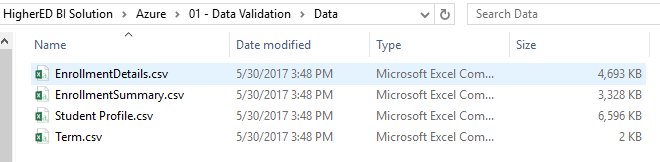 HigherED BI Solution > Azure > 01 - Data Validation > Data Search Data
Name Date modified Type Size
EnrollmentDetails.csv 5/30/2017 3:48 PM Microsoft Excel Com... 4,693 KB
EnrollmentSummary.csv 5/30/2017 3:48 PM Microsoft Excel Com... 3,328 KB
Student Profile.csv 5/30/2017 3:48 PM Microsoft Excel Com... 6,596 KB
Term.csv 5/30/2017 3:48 PM Microsoft Excel Com... 2 KB